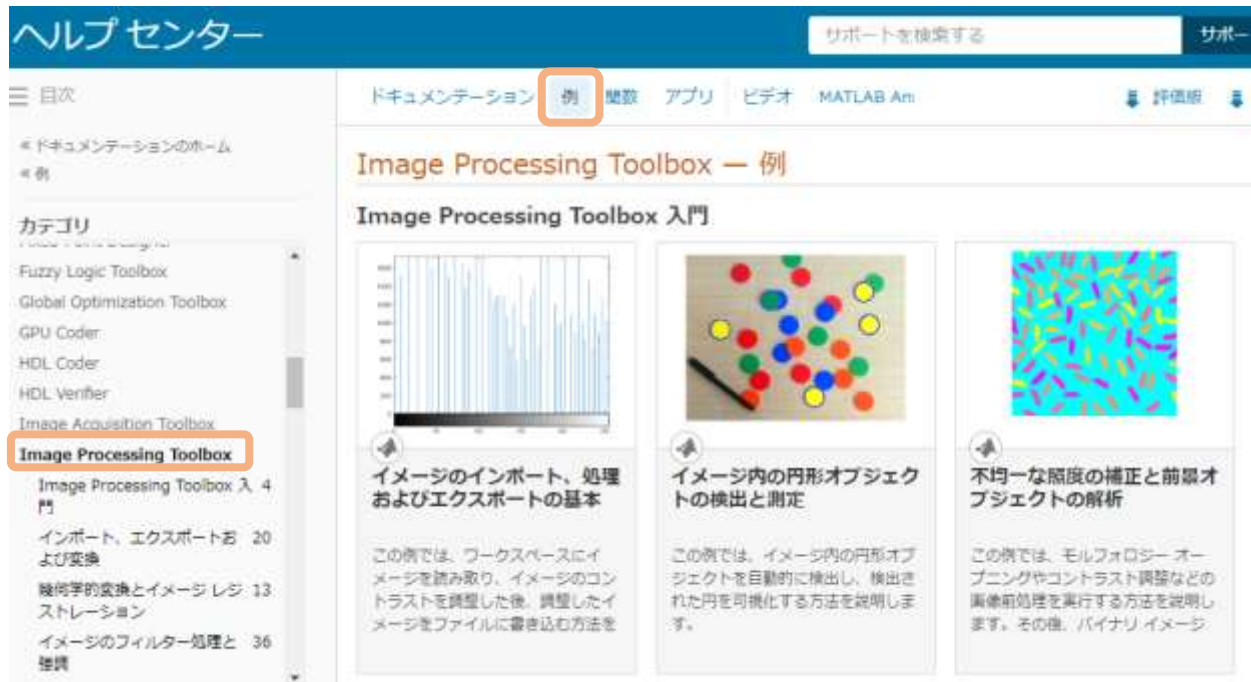 ヘルプ センター
サポートを検索する
サポー
目次
ドキュメンテーション 例 関数 アプリ ビデオ MATLAB An
評価版
« ドキュメンテーションのホーム
« 例
カテゴリ
Fuzzy Logic Toolbox
Global Optimization Toolbox
GPU Coder
HDL Coder
HDL Verifier
Image Acquisition Toolbox
Image Processing Toolbox
Image Processing Toolbox 入 4
門
インポート、エクスポートお 20
よび変換
幾何学的変換とイメージ レジ 13
ストレーション
イメージのフィルター処理と 36
強調
Image Processing Toolbox — 例
Image Processing Toolbox 入門
イメージのインポート、処理
およびエクスポートの基本
この例では、ワークスペースにイ
メージを読み取り、イメージのコン
トラストを調整した後、調整したイ
メージをファイルに書き込む方法を
イメージ内の円形オブジェク
トの検出と測定
この例では、イメージ内の円形オブ
ジェクトを自動的に検出し、検出さ
れた円を可視化する方法を説明しま
す。
不均一な照度の補正と前景オ
ブジェクトの解析
この例では、モルフォロジー オー
プニングやコントラスト調整などの
画像前処理を実行する方法を説明し
ます。その後、バイナリ イメージ